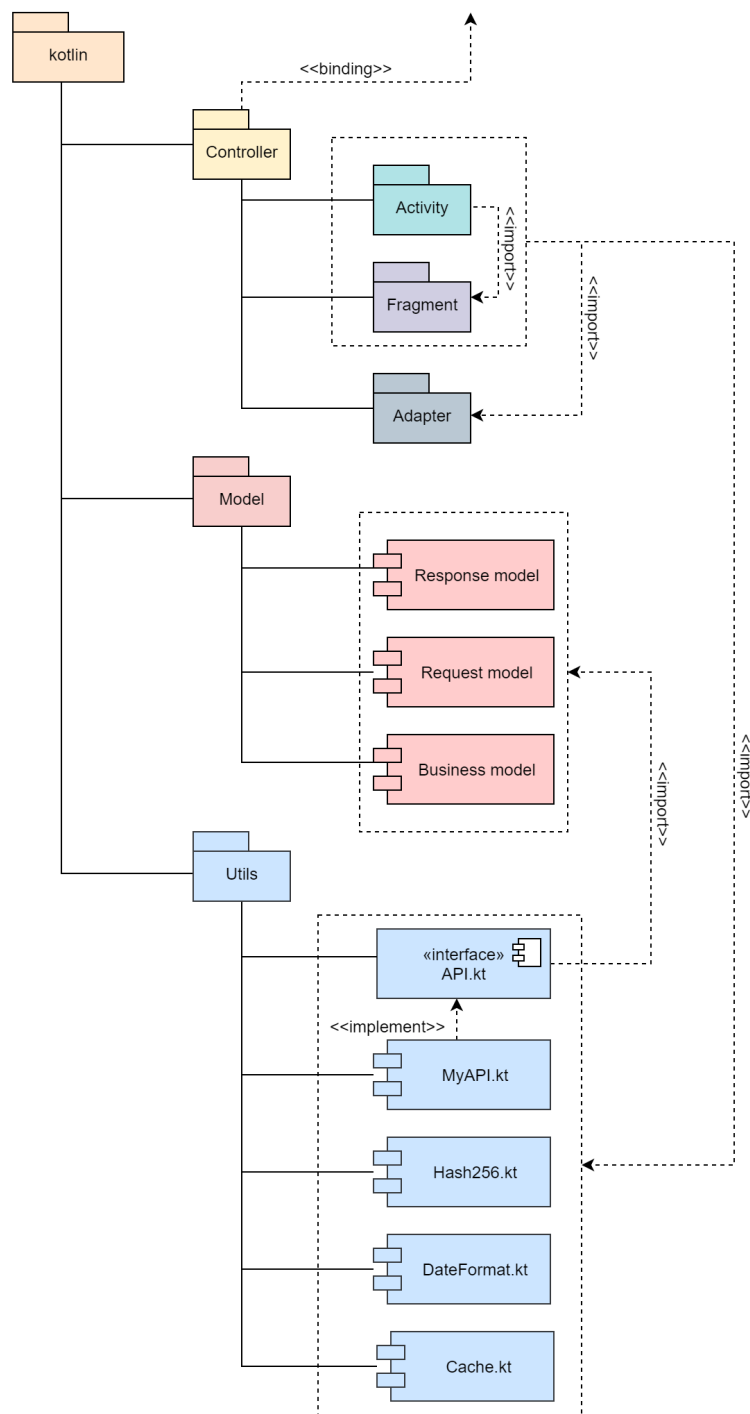 kotlin
<<binding>>
Controller
Activity
<<import>>
Fragment
<<import>>
Adapter
Model
Response model
Request model
Business model
<<import>>
<<import>>
Utils
«interface»
API.kt
<<implement>>
MyAPI.kt
Hash256.kt
DateFormat.kt
Cache.kt